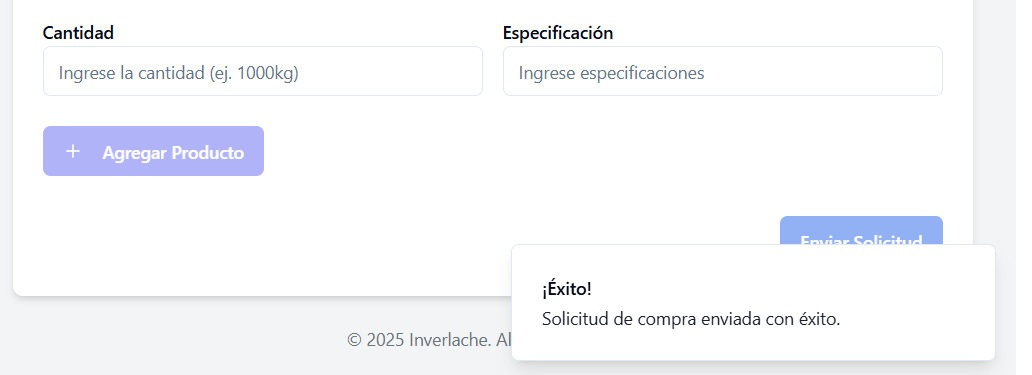 Cantidad
Especificación
Ingrese la cantidad (ej. 1000kg)
Ingrese especificaciones
+ Agregar Producto
Enviar Solicitud
¡Éxito!
Solicitud de compra enviada con éxito.
© 2025 Inverlache. Al